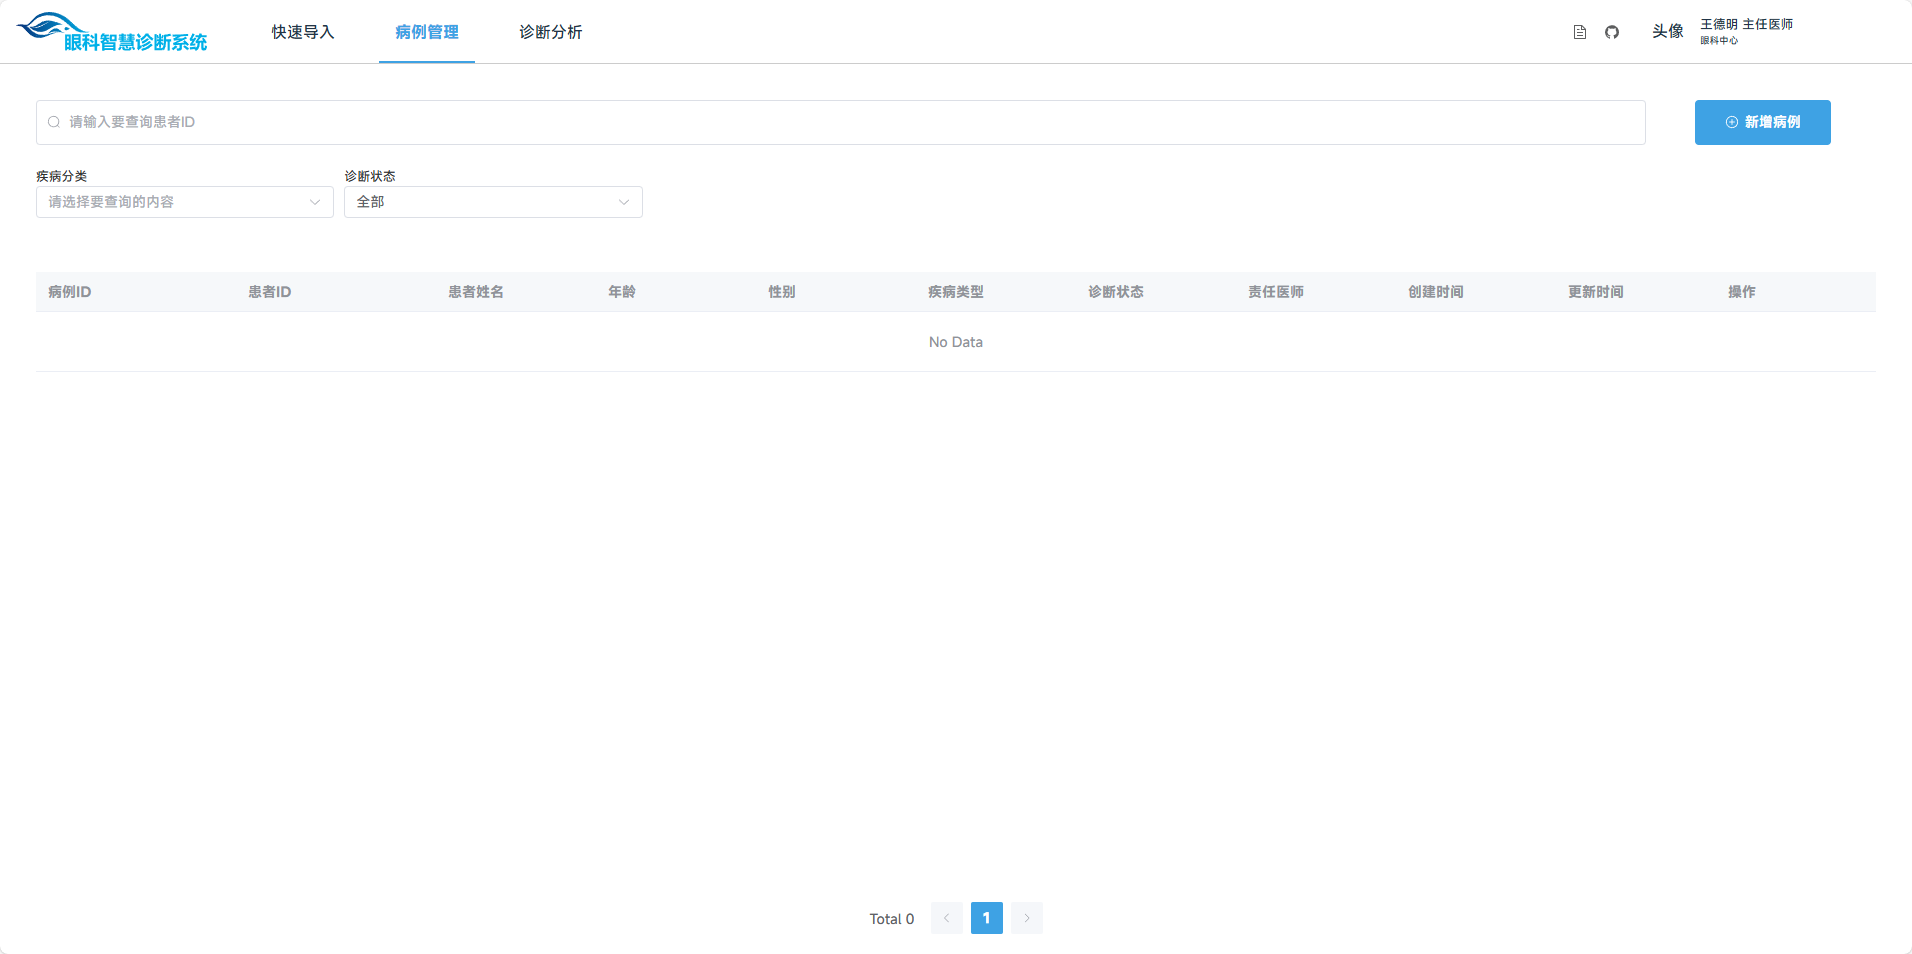 眼科智慧诊断系统
快速导入 病例管理 诊断分析
头像 王德明 主任医师
眼科中心
请输入要查询患者ID
新增病例
疾病分类 诊断状态
请选择要查询的内容 全部
病例ID 患者ID 患者姓名 年龄 性别 疾病类型 诊断状态 责任医师 创建时间 更新时间 操作
No Data
Total 0 1